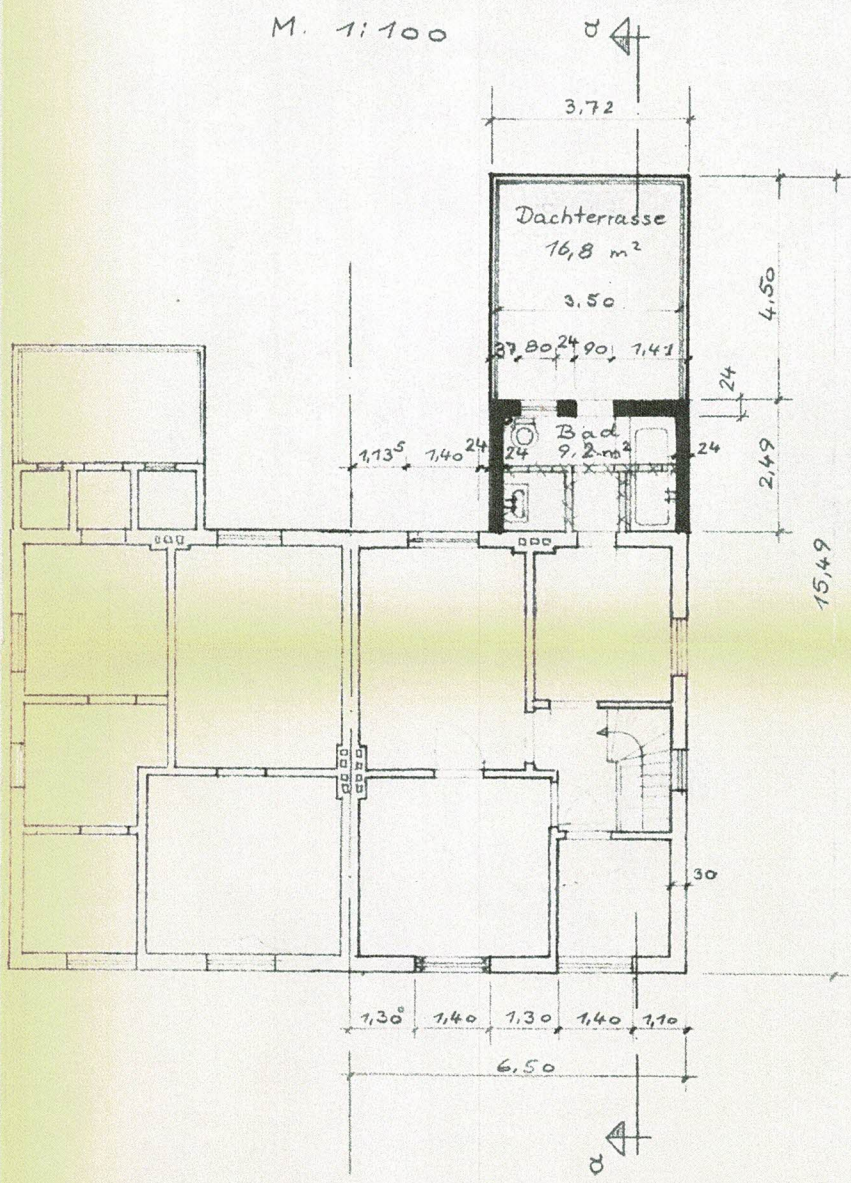 M. 1:100
a
3,72
Dachterrasse
16,8 m²
3,50
4,50
37 80 24 90 1,41
24
Bad
9,2 m²
1,13⁵ 1,40 24 24 24
2,49
15,49
30
1,30⁰ 1,40 1,30 1,40 1,10
6,50
a